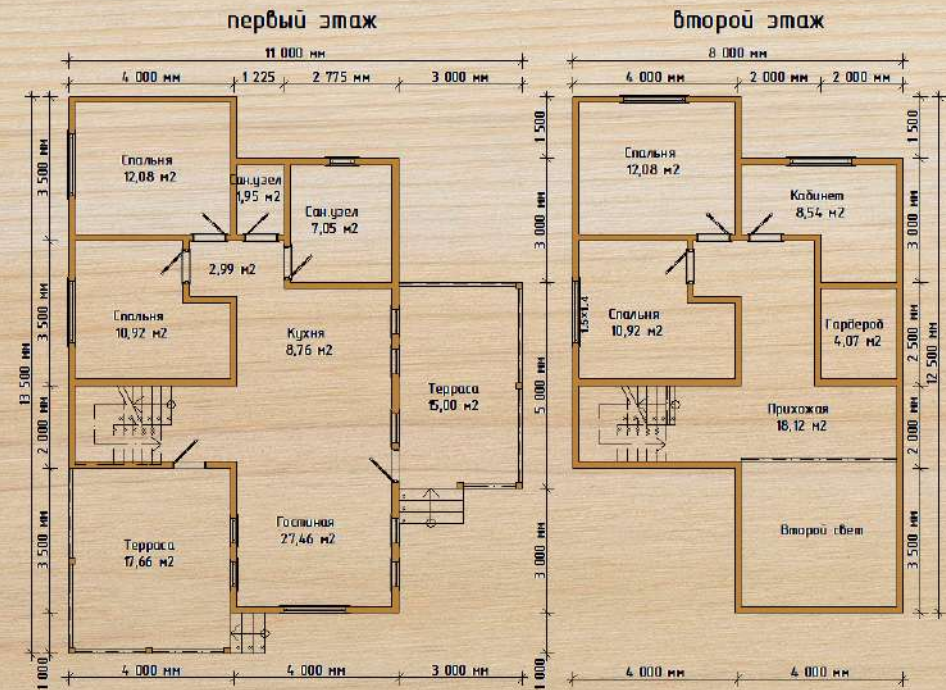 первый этаж
второй этаж
11 000 мм
8 000 мм
4 000 мм
1 225
2 775 мм
3 000 мм
4 000 мм
2 000 мм
2 000 мм
13 500 мм
3 500 мм
3 500 мм
2 000 мм
3 500 мм
1 000
Спальня
12,08 м2
Сан.узел
1,95 м2
Сан.узел
7,05 м2
2,99 м2
Спальня
10,92 м2
Кухня
8,76 м2
Терраса
15,00 м2
Терраса
17,66 м2
Гостиная
27,46 м2
1 500
3 000 мм
5 000 мм
3 000 мм
1 000
Спальня
12,08 м2
Кабинет
8,54 м2
1.5×1.4
Спальня
10,92 м2
Гардероб
4,07 м2
Прихожая
18,12 м2
Второй свет
1 500
3 000 мм
2 500 мм
2 000 мм
3 500 мм
12 500 мм
4 000 мм
4 000 мм
3 000 мм
4 000 мм
4 000 мм